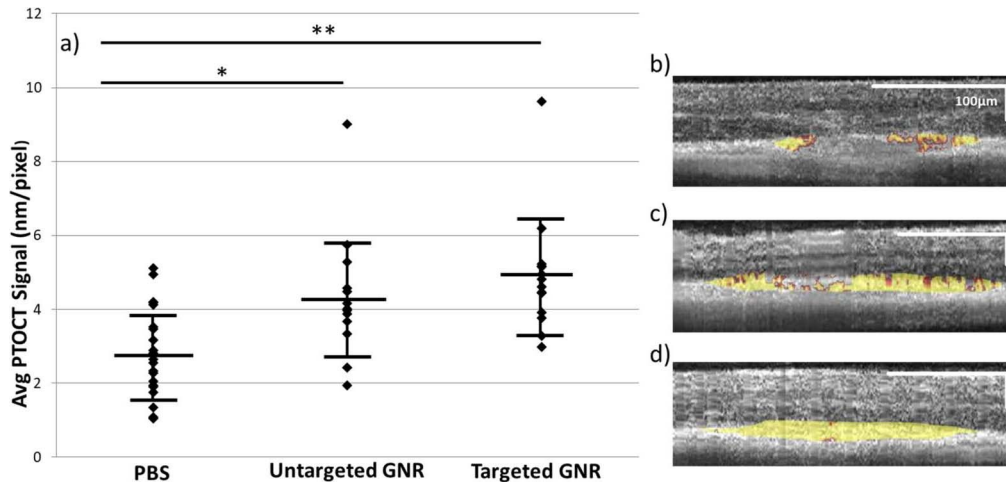 a)
Avg PTOCT Signal (nm/pixel)
12
10
8
6
4
2
0
**
*
PBS
Untargeted GNR
Targeted GNR
b)
100µm
c)
d)